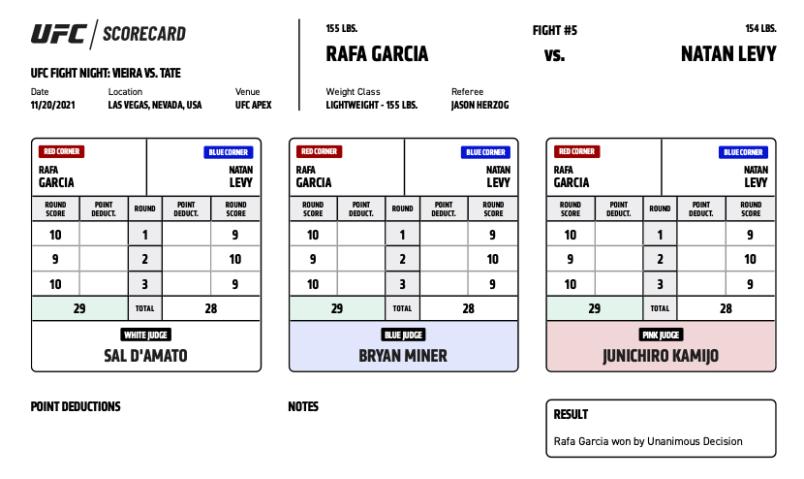 UFC / SCORECARD
UFC FIGHT NIGHT: VIEIRA VS. TATE
Date Location Venue
11/20/2021 LAS VEGAS, NEVADA, USA UFC APEX
155 LBS. FIGHT #5 154 LBS.
RAFA GARCIA vs. NATAN LEVY
Weight Class Referee
LIGHTWEIGHT - 155 LBS. JASON HERZOG
RED CORNER BLUE CORNER
RAFA NATAN
GARCIA LEVY
ROUND SCORE POINT DEDUCT. ROUND POINT DEDUCT. ROUND SCORE
10 1 9
9 2 10
10 3 9
29 TOTAL 28
WHITE JUDGE
SAL D'AMATO
RED CORNER BLUE CORNER
RAFA NATAN
GARCIA LEVY
ROUND SCORE POINT DEDUCT. ROUND POINT DEDUCT. ROUND SCORE
10 1 9
9 2 10
10 3 9
29 TOTAL 28
BLUE JUDGE
BRYAN MINER
RED CORNER BLUE CORNER
RAFA NATAN
GARCIA LEVY
ROUND SCORE POINT DEDUCT. ROUND POINT DEDUCT. ROUND SCORE
10 1 9
9 2 10
10 3 9
29 TOTAL 28
PINK JUDGE
JUNICHIRO KAMIJO
POINT DEDUCTIONS
NOTES
RESULT
Rafa Garcia won by Unanimous Decision